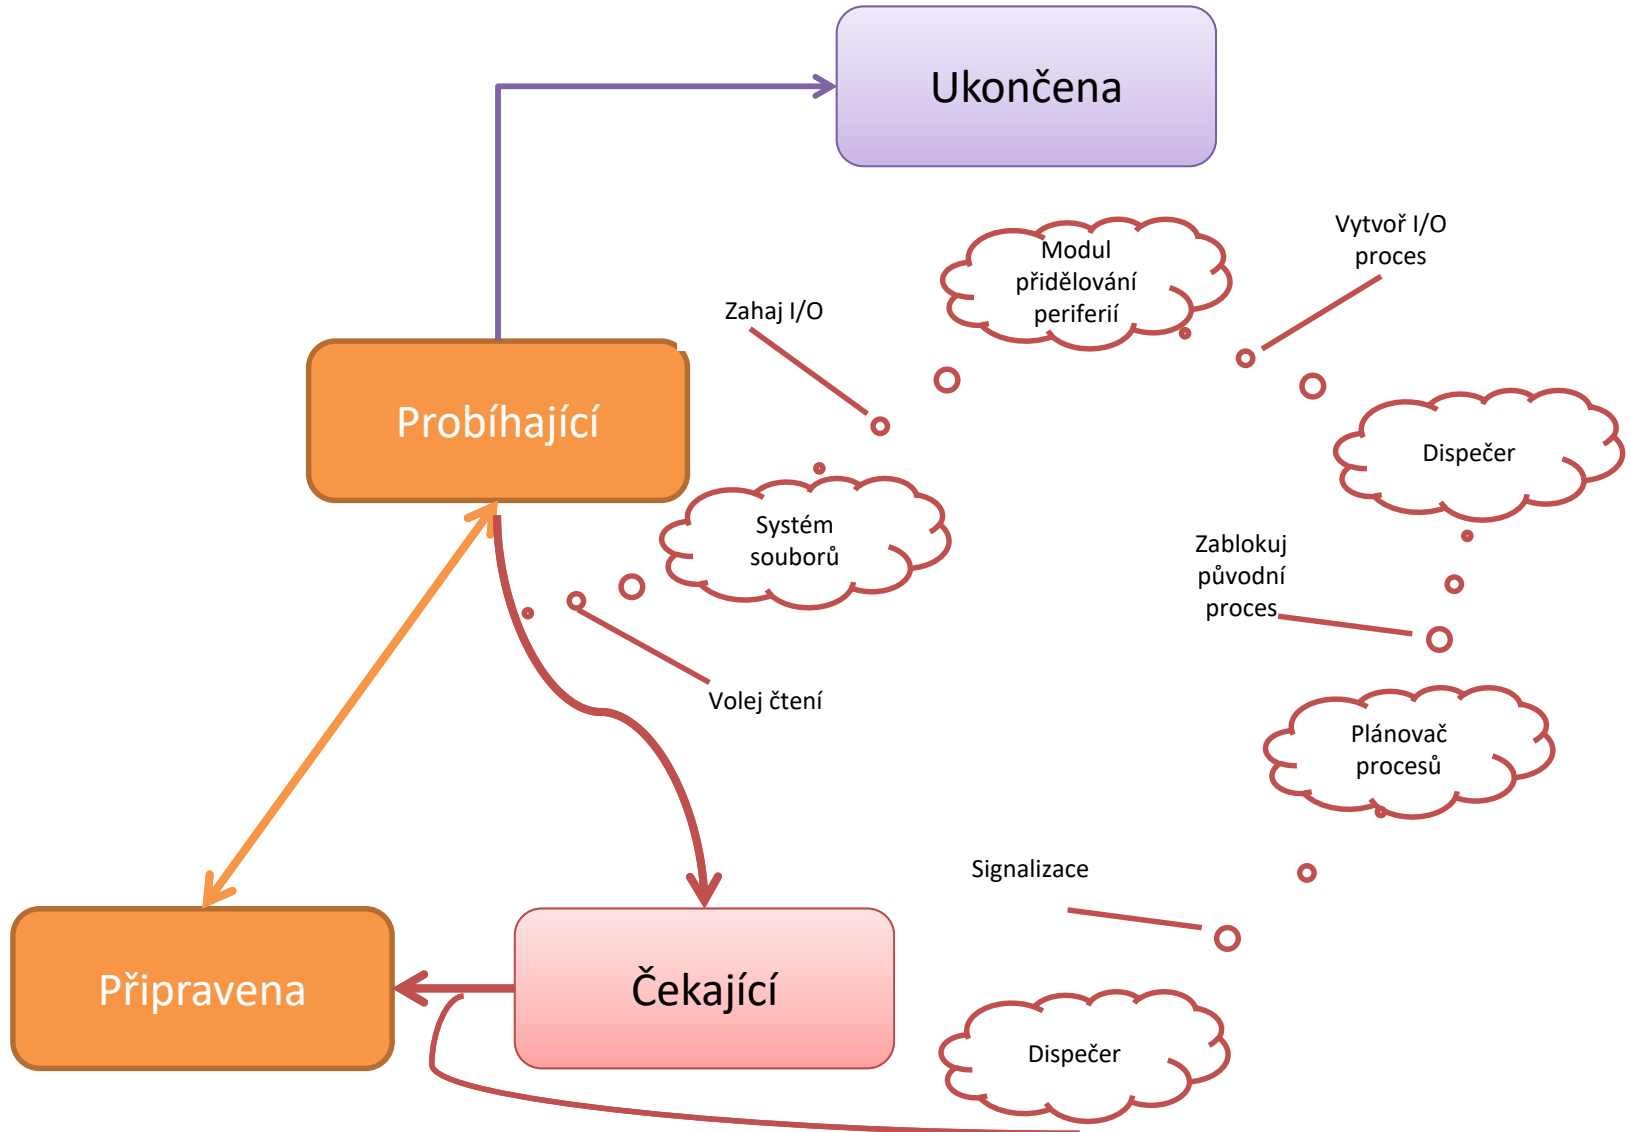 Ukončena
Vytvoř I/O
proces
Modul
přidělování
periferií
Zahaj I/O
Probíhající
Dispečer
Systém
souborů
Zablokuj
původní
proces
Volej čtení
Plánovač
procesů
Signalizace
Připravena
Čekající
Dispečer